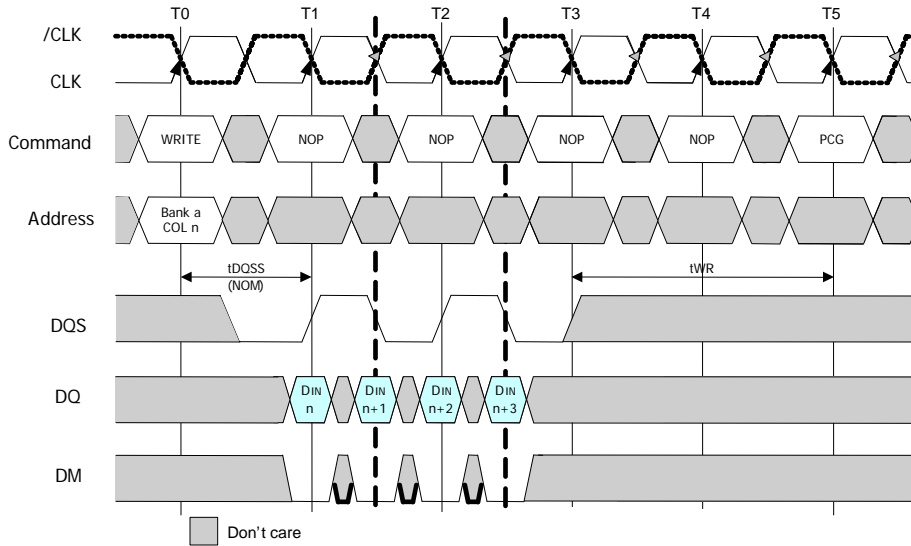 T0 T1 T2 T3 T4 T5
/CLK
CLK
Command WRITE NOP NOP NOP NOP PCG
Address Bank a
COL n
tDQSS
(NOM)
tWR
DQS
DQ DIN
n DIN
n+1 DIN
n+2 DIN
n+3
DM
Don't care